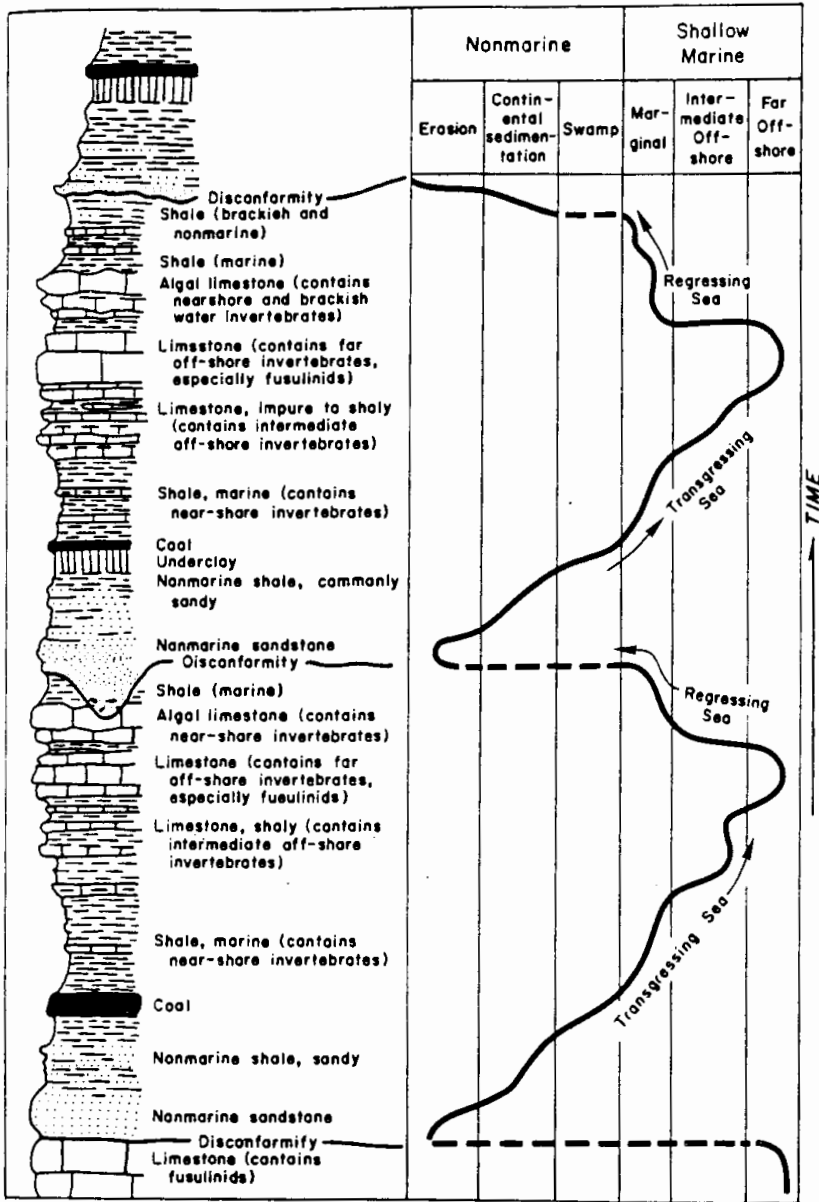 Nonmarine
Shallow
Marine
Erosion
Contin-
ental
sedimen-
tation
Swamp
Mar-
ginal
Inter-
mediate
Off-
shore
Far
Off-
shore
Disconformity
Shale (brackish and
nonmarine)
Shale (marine)
Algal limestone (contains
nearshore and brackish
water invertebrates)
Regressing
Sea
Limestone (contains far
off-shore invertebrates,
especially fusulinids)
Limestone, impure to shaly
(contains intermediate
off-shore invertebrates)
Transgressing
Sea
Shale, marine (contains
near-shore invertebrates)
TIME
Coal
Underclay
Nonmarine shale, commonly
sandy
Nonmarine sandstone
Disconformity
Shale (marine)
Regressing
Sea
Algal limestone (contains
near-shore invertebrates)
Limestone (contains far
off-shore invertebrates,
especially fusulinids)
Limestone, shaly (contains
intermediate off-shore
invertebrates)
Transgressing Sea
Shale, marine (contains
near-shore invertebrates)
Coal
Nonmarine shale, sandy
Nonmarine sandstone
Disconformity
Limestone (contains
fusulinids)